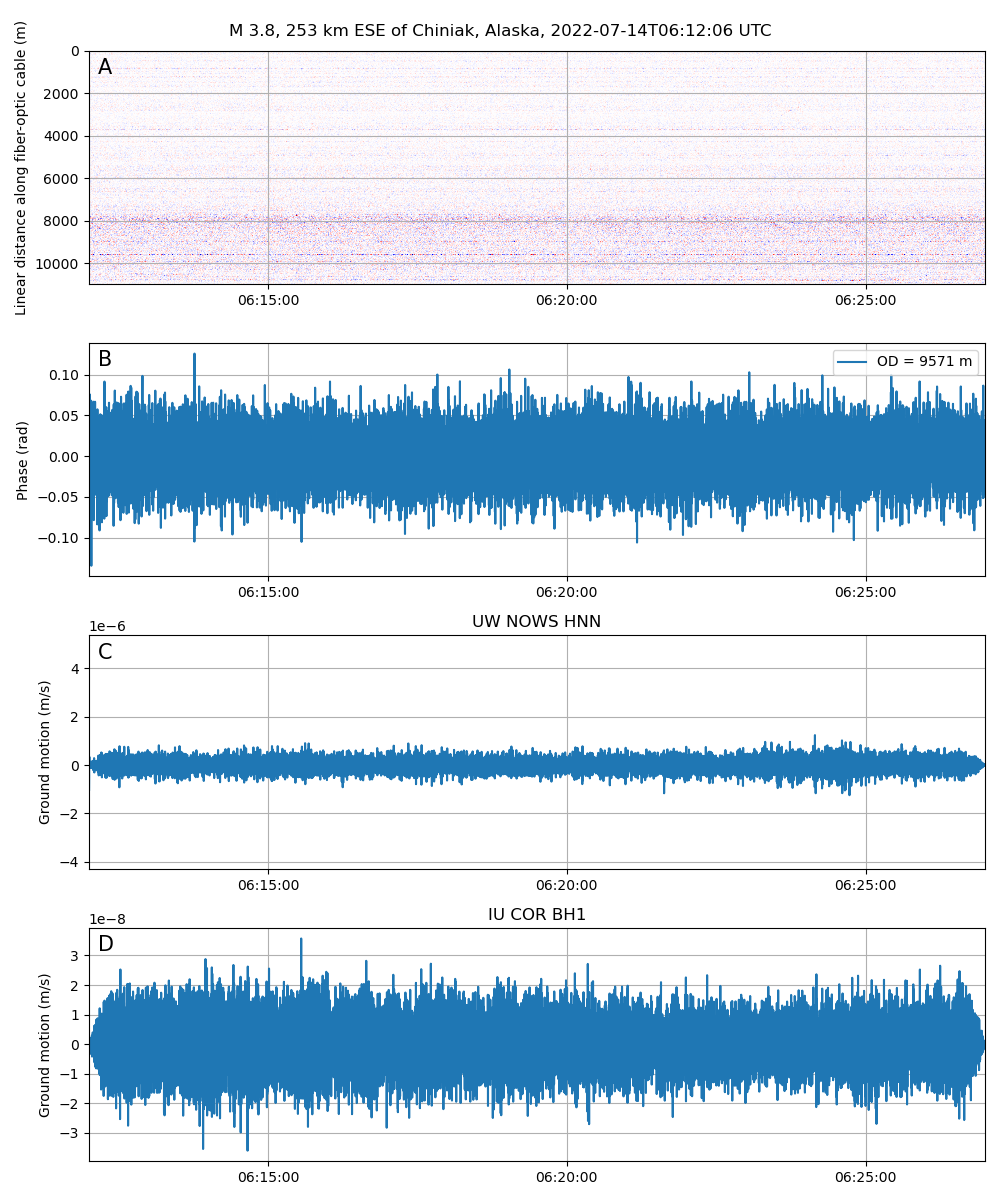 M 3.8, 253 km ESE of Chiniak, Alaska, 2022-07-14T06:12:06 UTC
Linear distance along fiber-optic cable (m)
A
0
2000
4000
6000
8000
10000
06:15:00 06:20:00 06:25:00
Phase (rad)
B
OD = 9571 m
0.10
0.05
0.00
−0.05
−0.10
06:15:00 06:20:00 06:25:00
UW NOWS HNN
1e−6
Ground motion (m/s)
C
4
2
0
−2
−4
06:15:00 06:20:00 06:25:00
IU COR BH1
1e−8
Ground motion (m/s)
D
3
2
1
0
−1
−2
−3
06:15:00 06:20:00 06:25:00